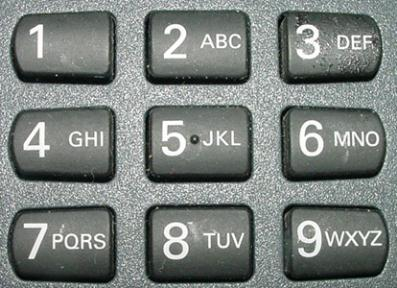 1 2 ABC 3 DEF
4 GHI 5 JKL 6 MNO
7 PQRS 8 TUV 9 WXYZ